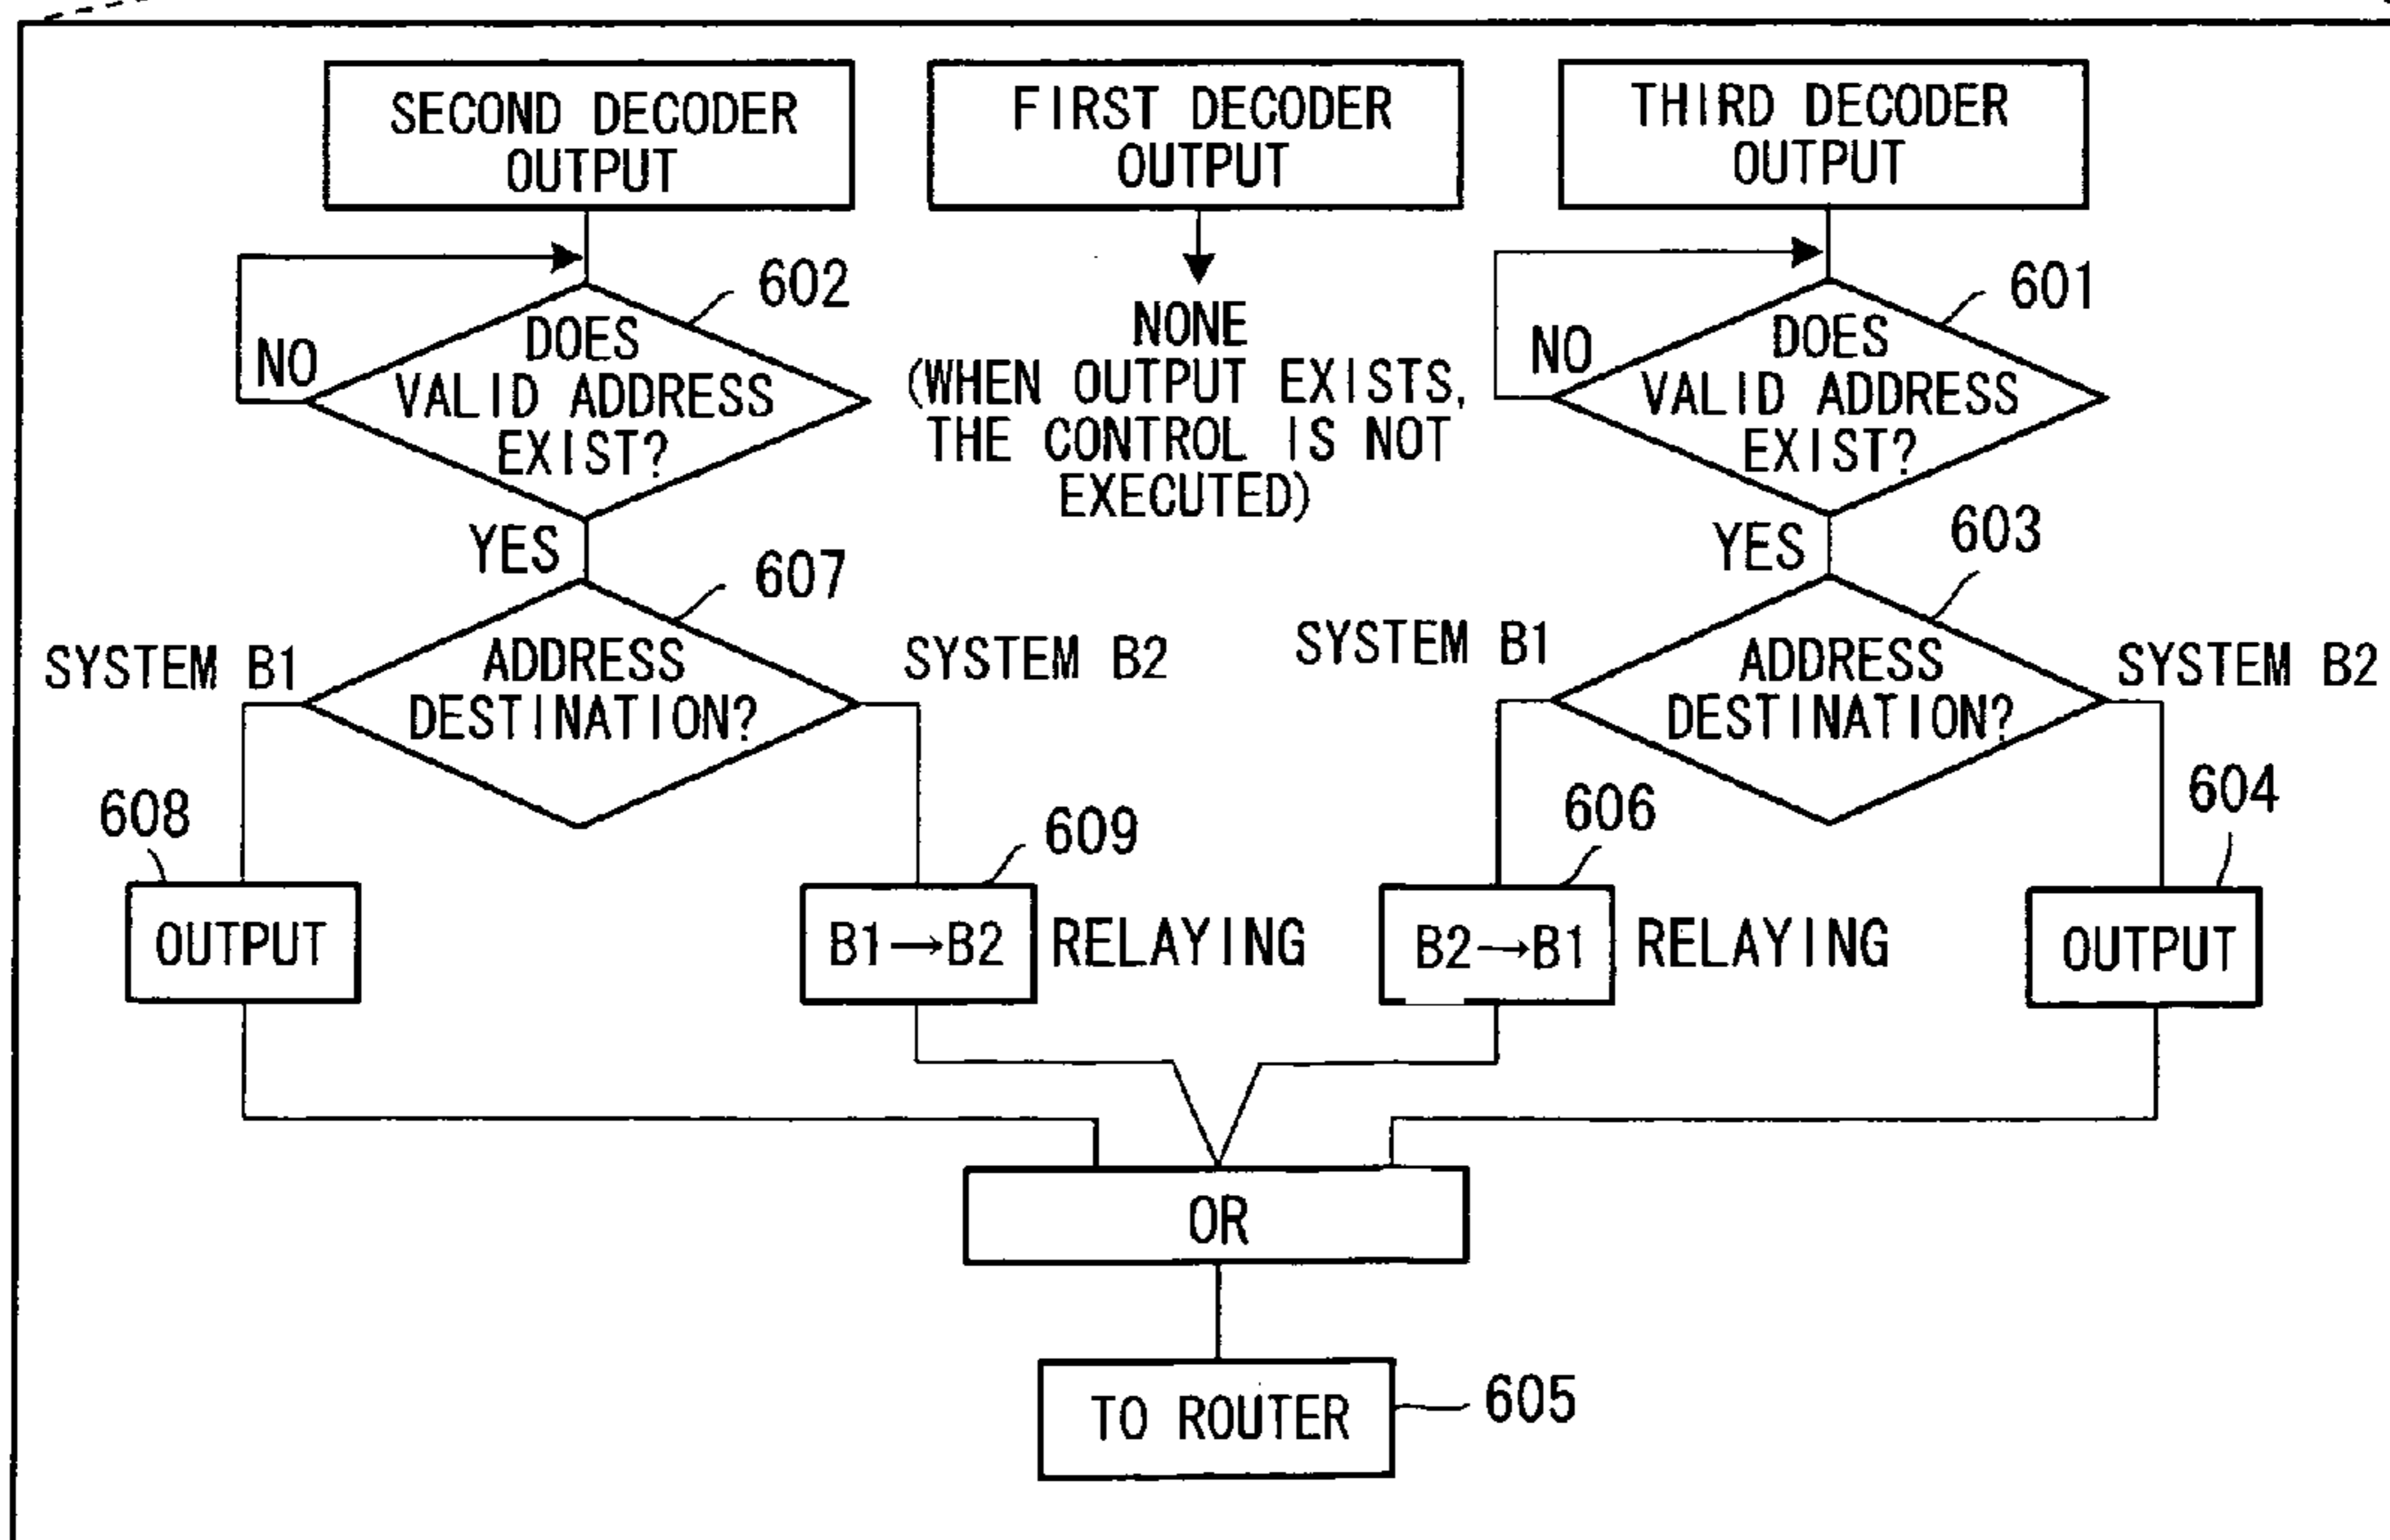 SECOND DECODER
OUTPUT
FIRST DECODER
OUTPUT
THIRD DECODER
OUTPUT
602
NO
DOES
VALID ADDRESS
EXIST?
YES
NONE
(WHEN OUTPUT EXISTS,
THE CONTROL IS NOT
EXECUTED)
601
NO
DOES
VALID ADDRESS
EXIST?
YES
607
SYSTEM B1
ADDRESS
DESTINATION?
SYSTEM B2
603
SYSTEM B1
ADDRESS
DESTINATION?
SYSTEM B2
608
OUTPUT
609
B1→B2 RELAYING
606
B2→B1 RELAYING
604
OUTPUT
OR
TO ROUTER
605